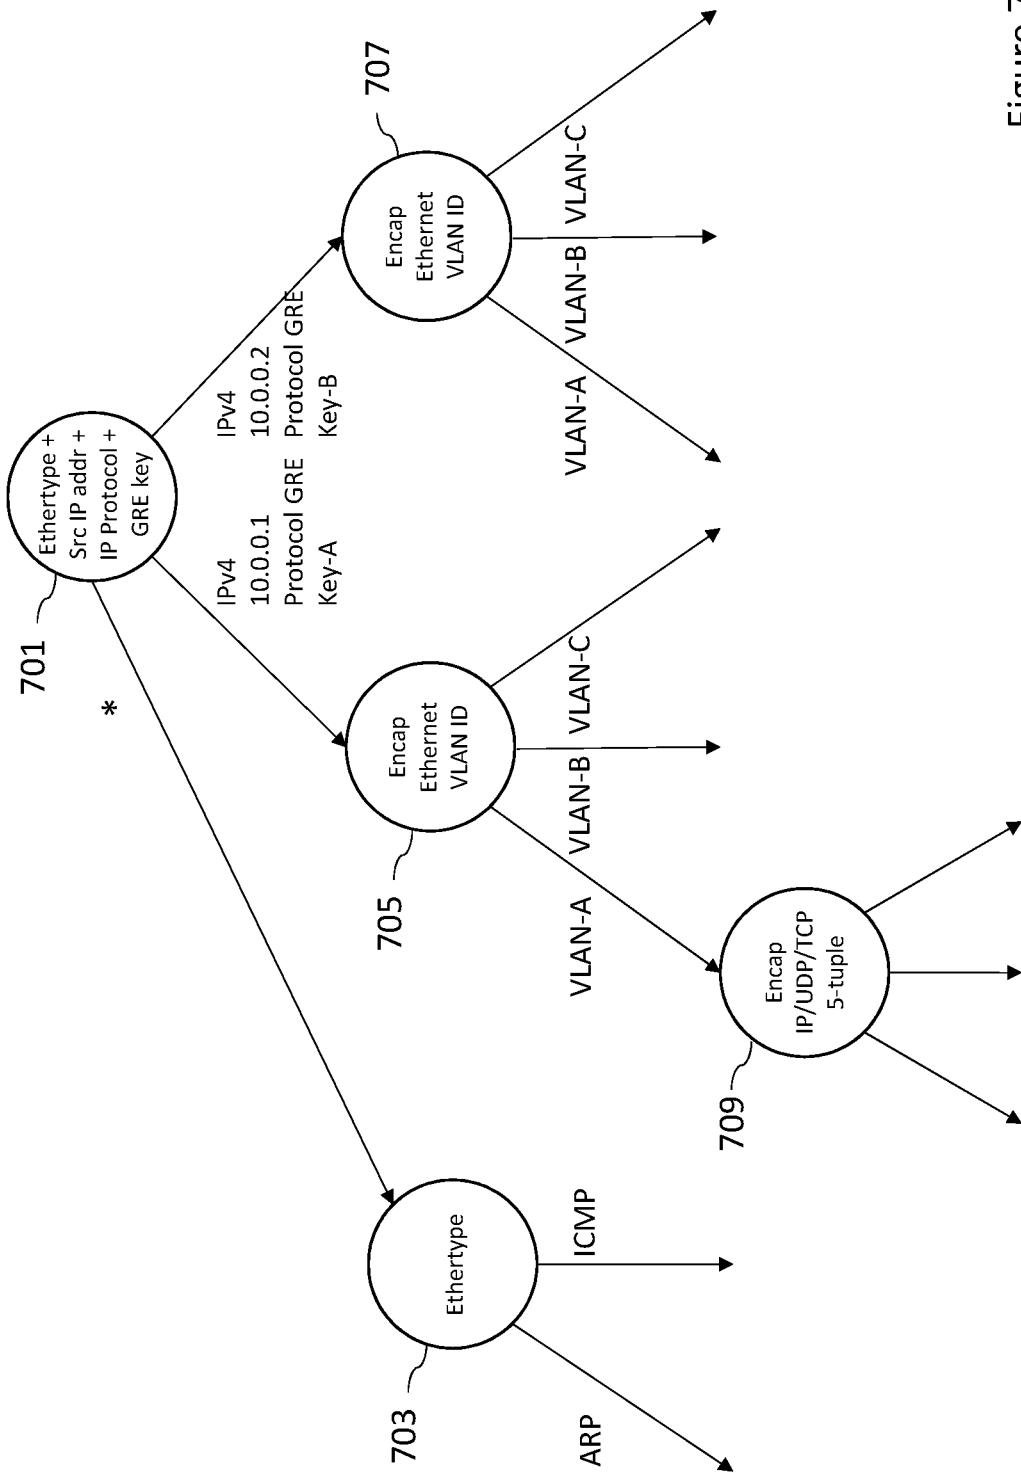 701
Ethertype +
Src IP addr +
IP Protocol +
GRE key
*
IPv4
10.0.0.1
Protocol GRE
Key-A
IPv4
10.0.0.2
Protocol GRE
Key-B
703
Ethertype
705
Encap
Ethernet
VLAN ID
707
Encap
Ethernet
VLAN ID
ARP
ICMP
VLAN-A
VLAN-B
VLAN-C
VLAN-A
VLAN-B
VLAN-C
709
Encap
IP/UDP/TCP
5-tuple
Figure 7